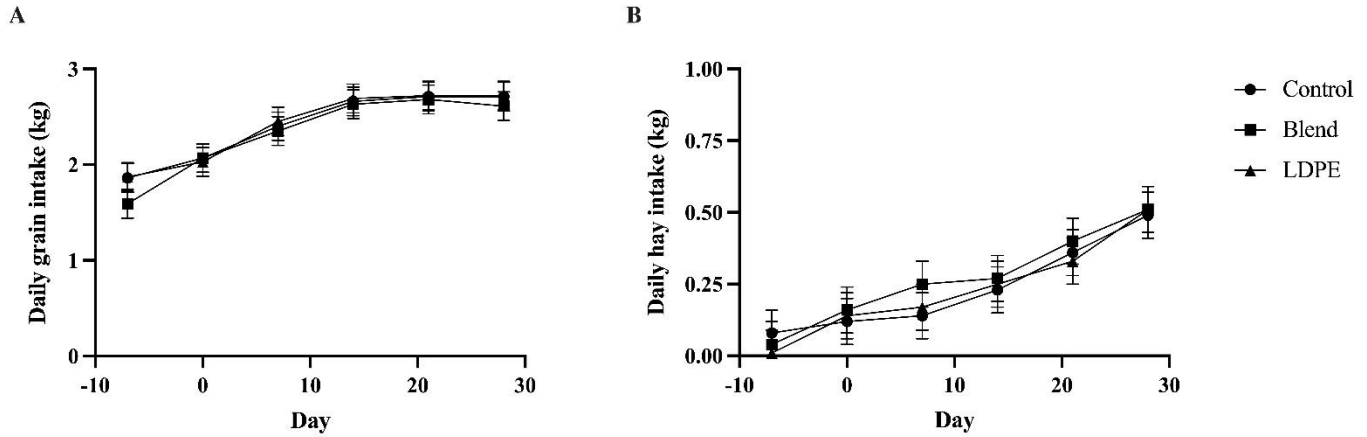 A
Daily grain intake (kg)
3
2
1
0
-10
0
10
20
30
Day
B
Daily hay intake (kg)
1.00
0.75
0.50
0.25
0.00
-10
0
10
20
30
Day
Control
Blend
LDPE